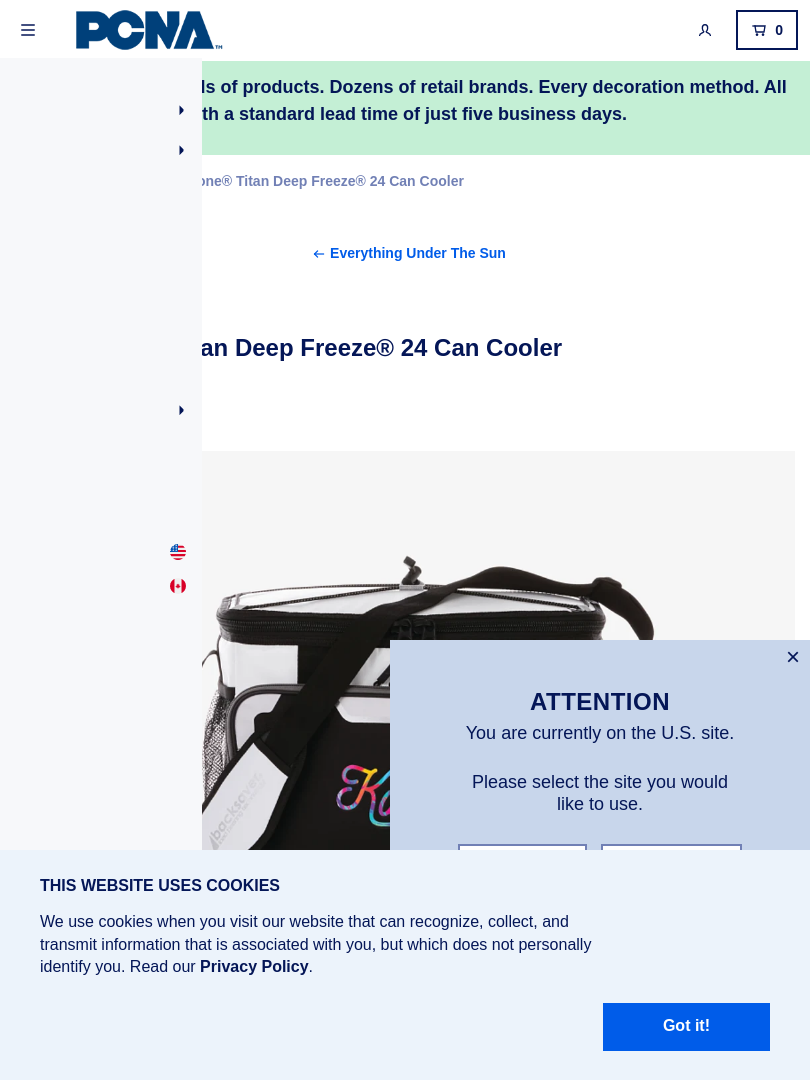 PCNA™
0
ls of products. Dozens of retail brands. Every decoration method. All
th a standard lead time of just five business days.
one® Titan Deep Freeze® 24 Can Cooler
← Everything Under The Sun
an Deep Freeze® 24 Can Cooler
backsaver
ATTENTION
You are currently on the U.S. site.
Please select the site you would
like to use.
THIS WEBSITE USES COOKIES
We use cookies when you visit our website that can recognize, collect, and
transmit information that is associated with you, but which does not personally
identify you. Read our Privacy Policy.
Got it!